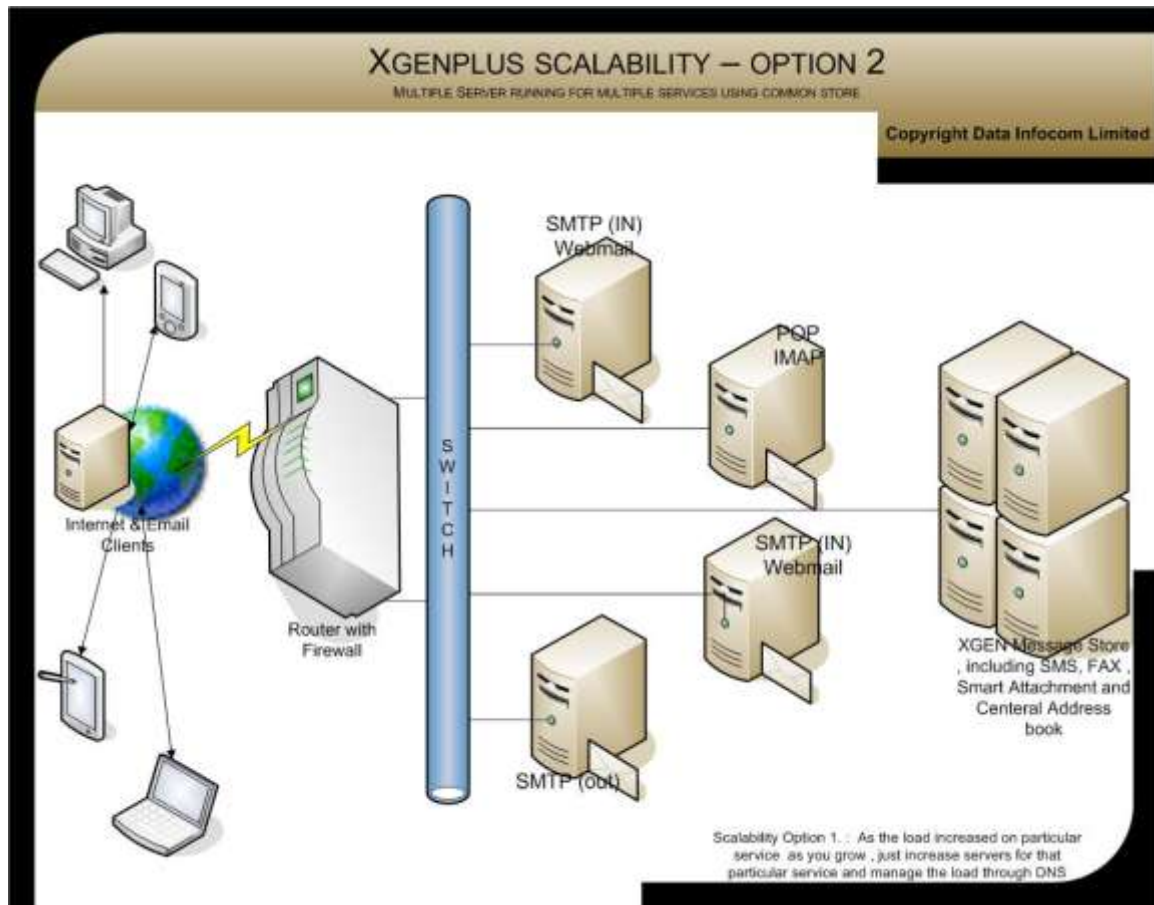 XGENPLUS SCALABILITY – OPTION 2
MULTIPLE SERVER RUNNING FOR MULTIPLE SERVICES USING COMMON STORE
Copyright Data Infocom Limited
SMTP (IN)
Webmail
POP
IMAP
SWITCH
Internet & Email
Clients
SMTP (IN)
Webmail
Router with
Firewall
XGEN Message Store
, including SMS, FAX ,
Smart Attachment and
Centeral Address
book
SMTP (out)
Scalability Option 1. : As the load increased on particular
service as you grow , just increase servers for that
particular service and manage the load through DNS